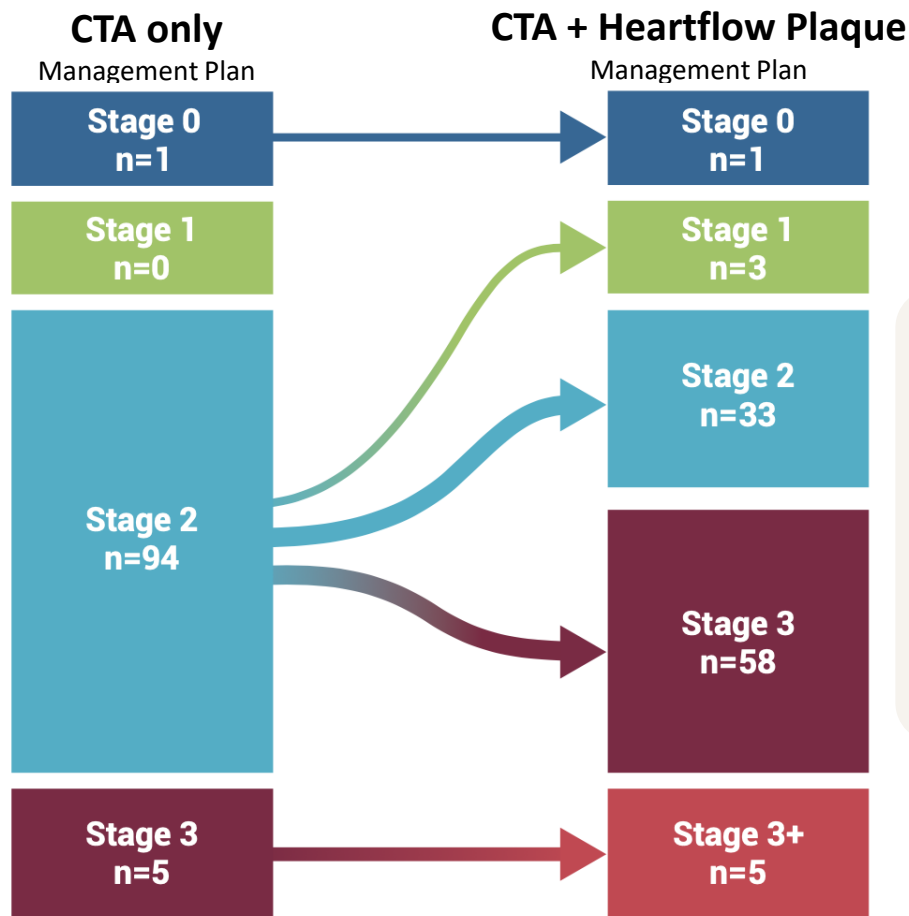 CTA only
Management Plan
Stage 0
n=1
Stage 1
n=0
Stage 2
n=94
Stage 3
n=5
CTA + Heartflow Plaque
Management Plan
Stage 0
n=1
Stage 1
n=3
Stage 2
n=33
Stage 3
n=58
Stage 3+
n=5